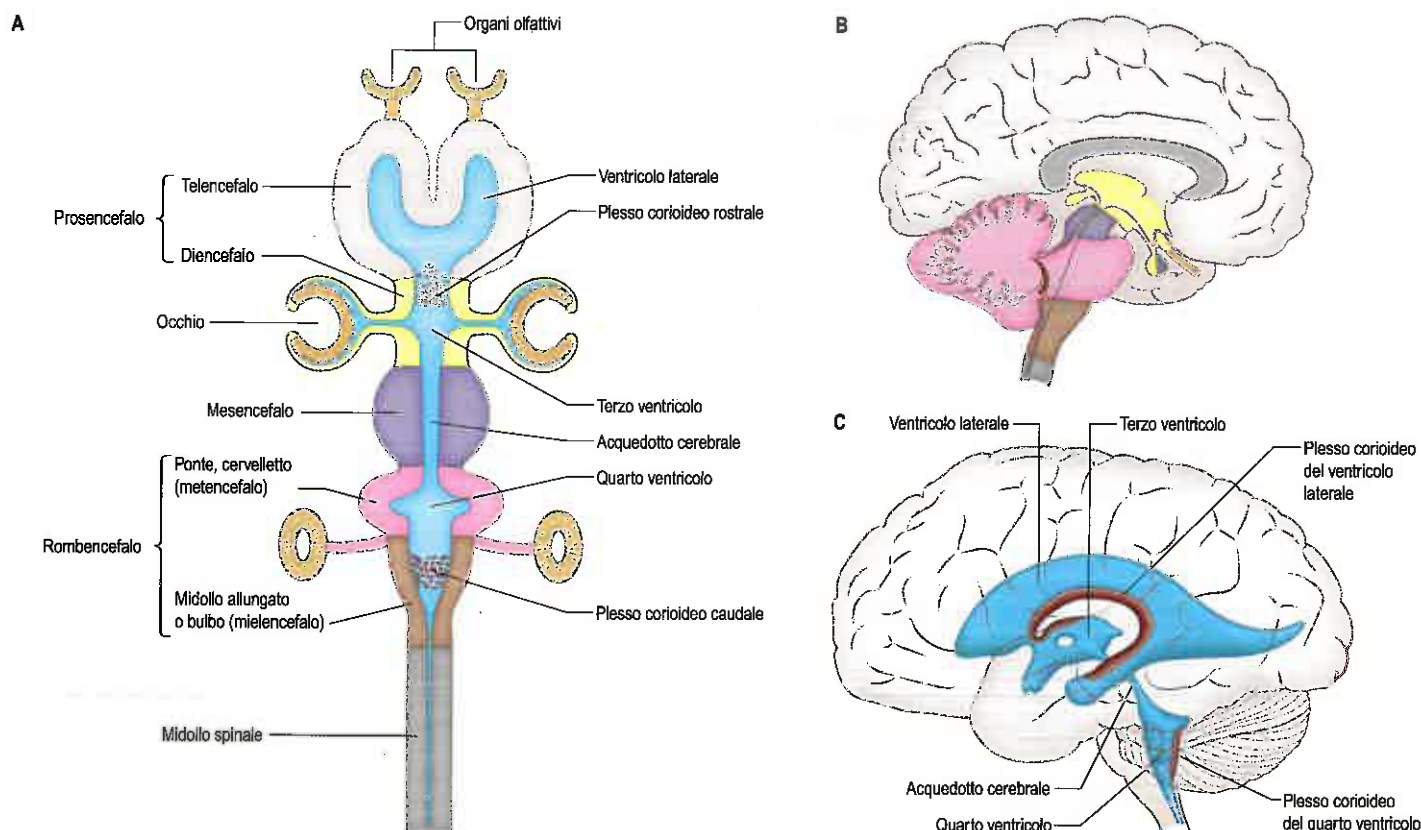 A
Organi olfattivi
Telencefalo
Prosencefalo
Diencefalo
Occhio
Mesencefalo
Ponte, cervelletto
(metencefalo)
Rombencefalo
Midollo allungato
o bulbo (mielencefalo)
Midollo spinale
Ventricolo laterale
Plesso corioideo rostrale
Terzo ventricolo
Acquedotto cerebrale
Quarto ventricolo
Plesso corioideo caudale
B
C
Ventricolo laterale
Terzo ventricolo
Plesso corioideo
del ventricolo
laterale
Acquedotto cerebrale
Quarto ventricolo
Plesso corioideo
del quarto ventricolo